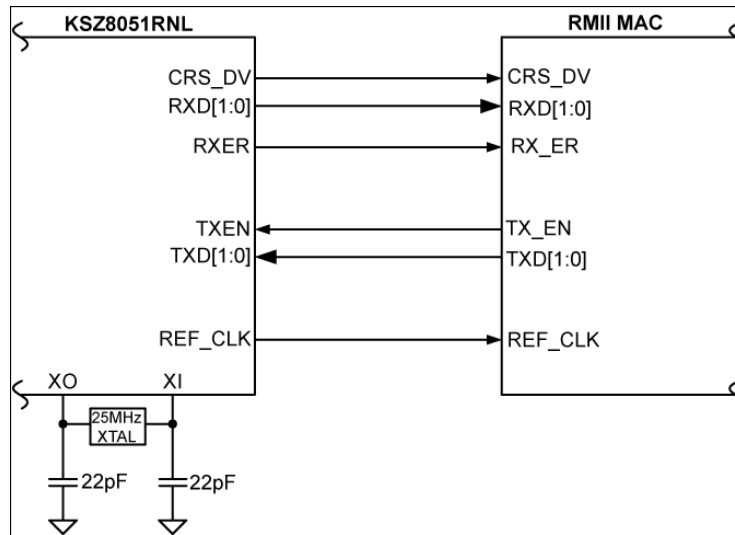 KSZ8051RNL RMII MAC
CRS_DV CRS_DV
RXD[1:0] RXD[1:0]
RXER RX_ER
TXEN TX_EN
TXD[1:0] TXD[1:0]
REF_CLK REF_CLK
XO XI
25MHz
XTAL
22pF 22pF